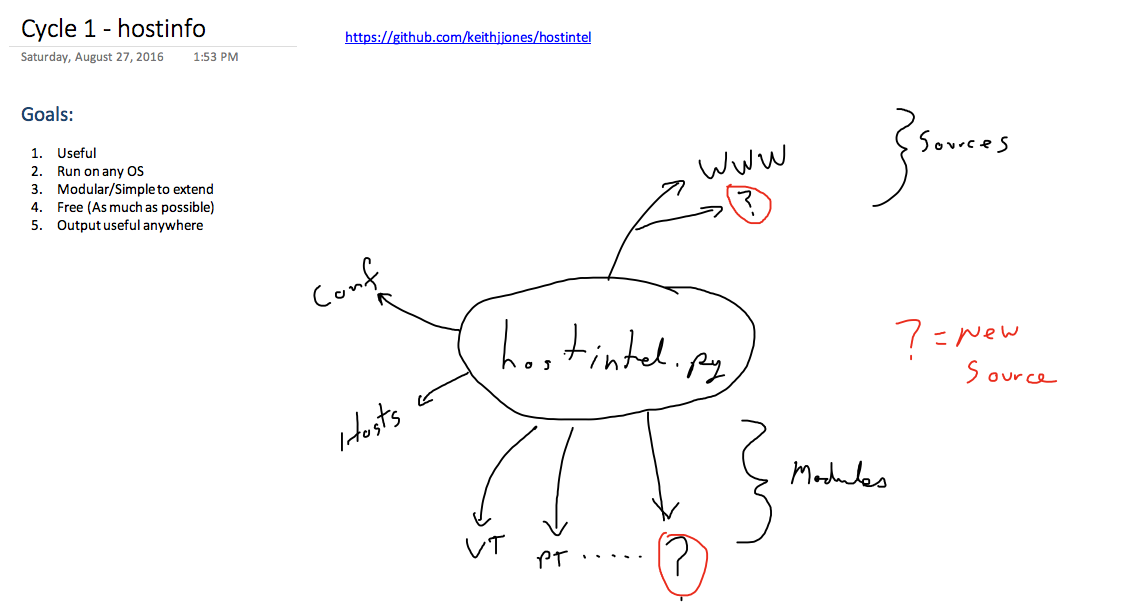 Cycle 1 - hostinfo
https://github.com/keithjjones/hostintel
Saturday, August 27, 2016 1:53 PM
Goals:
1. Useful
2. Run on any OS
3. Modular/Simple to extend
4. Free (As much as possible)
5. Output useful anywhere
Sources
WWW
?
Conf
hostintel.py
? = New
Source
Hosts
Modules
VT
PT ..... ?